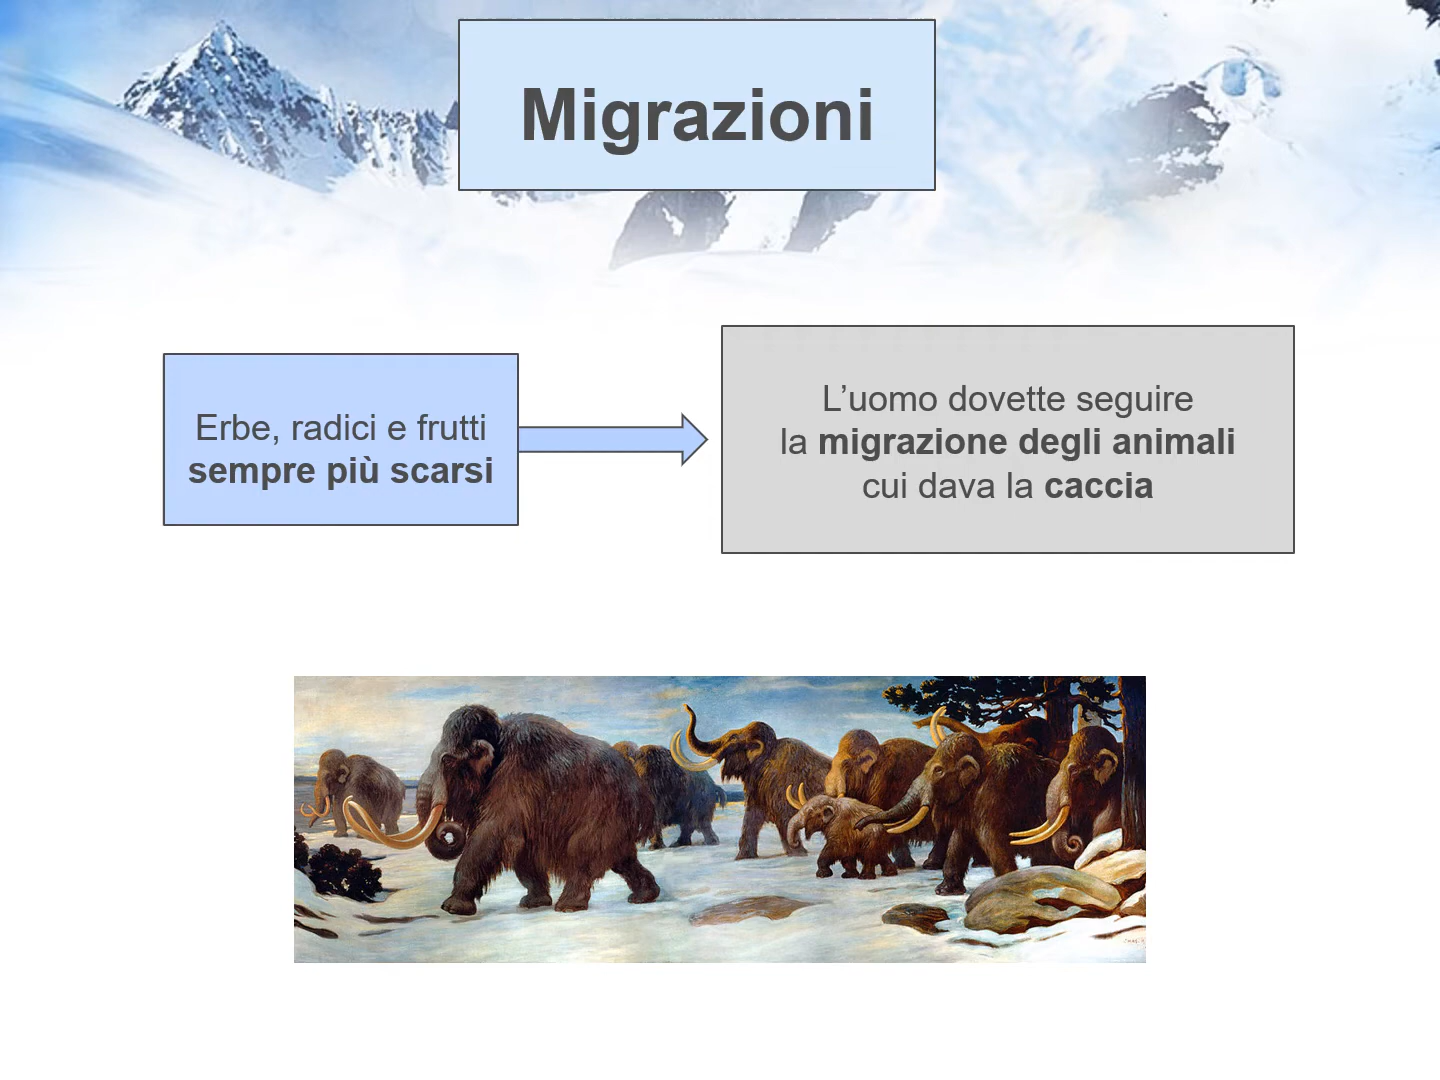 Migrazioni
Erbe, radici e frutti
sempre più scarsi
L’uomo dovette seguire
la migrazione degli animali
cui dava la caccia